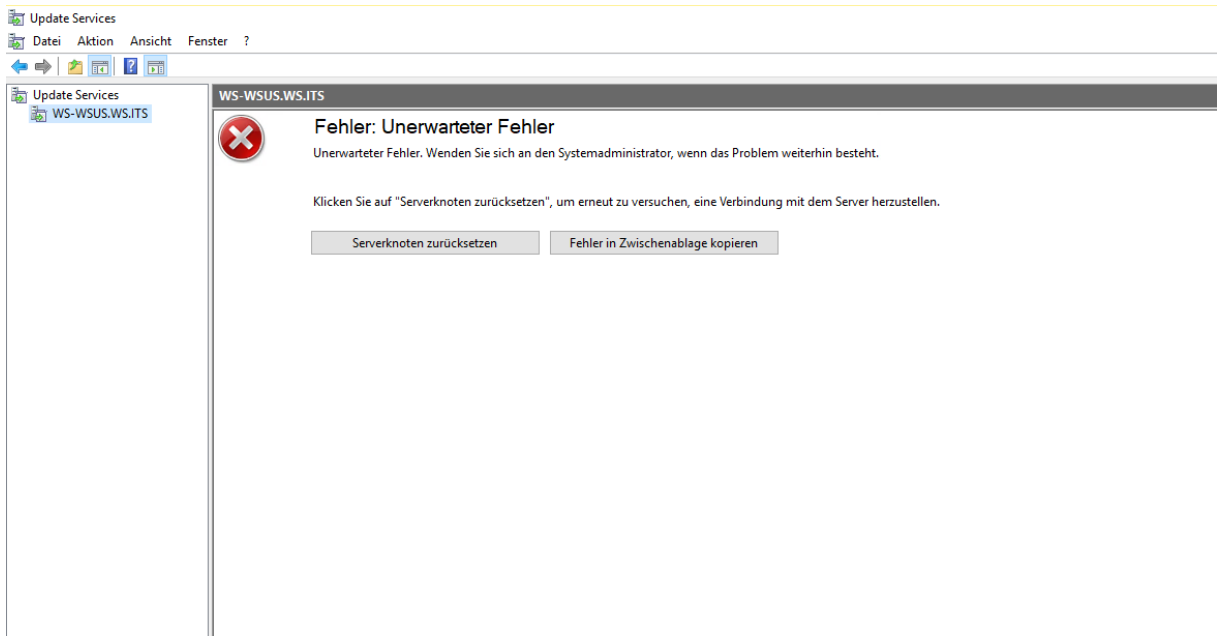 Update Services
Datei Aktion Ansicht Fenster ?
Update Services
WS-WSUS.WS.ITS
WS-WSUS.WS.ITS
Fehler: Unerwarteter Fehler
Unerwarteter Fehler. Wenden Sie sich an den Systemadministrator, wenn das Problem weiterhin besteht.
Klicken Sie auf "Serverknoten zurücksetzen", um erneut zu versuchen, eine Verbindung mit dem Server herzustellen.
Serverknoten zurücksetzen Fehler in Zwischenablage kopieren